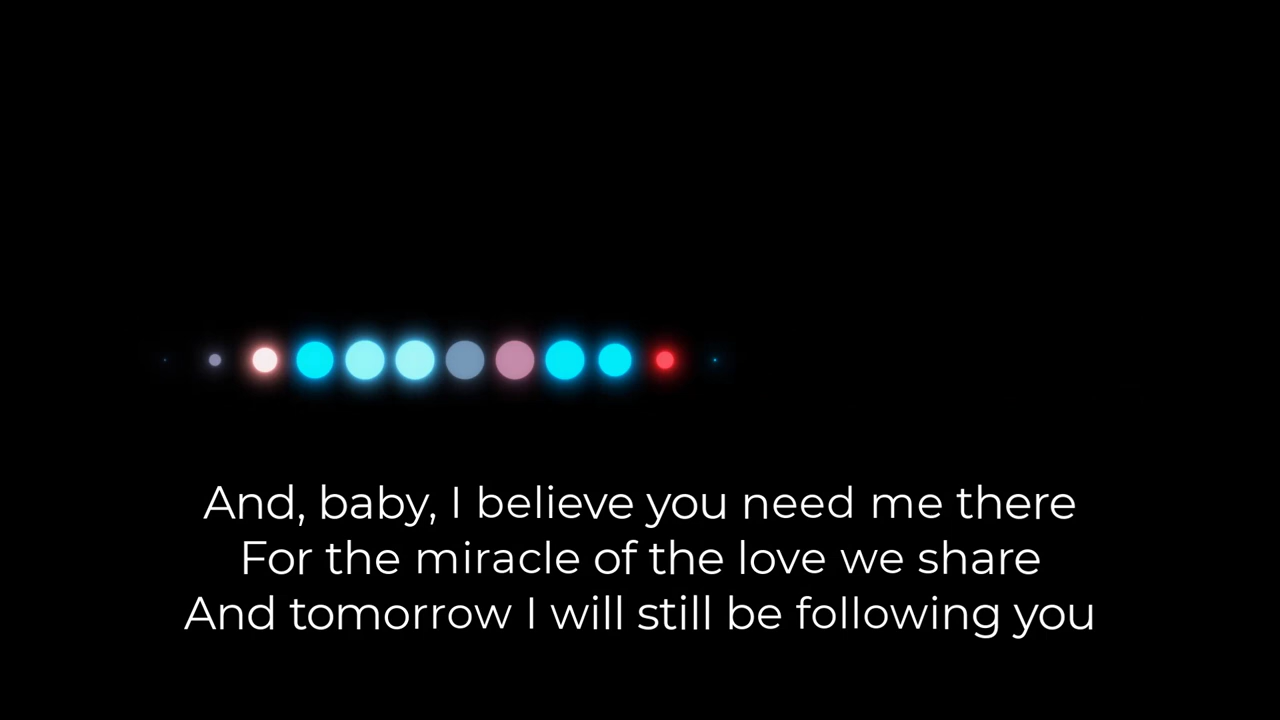 And, baby, I believe you need me there
For the miracle of the love we share
And tomorrow I will still be following you